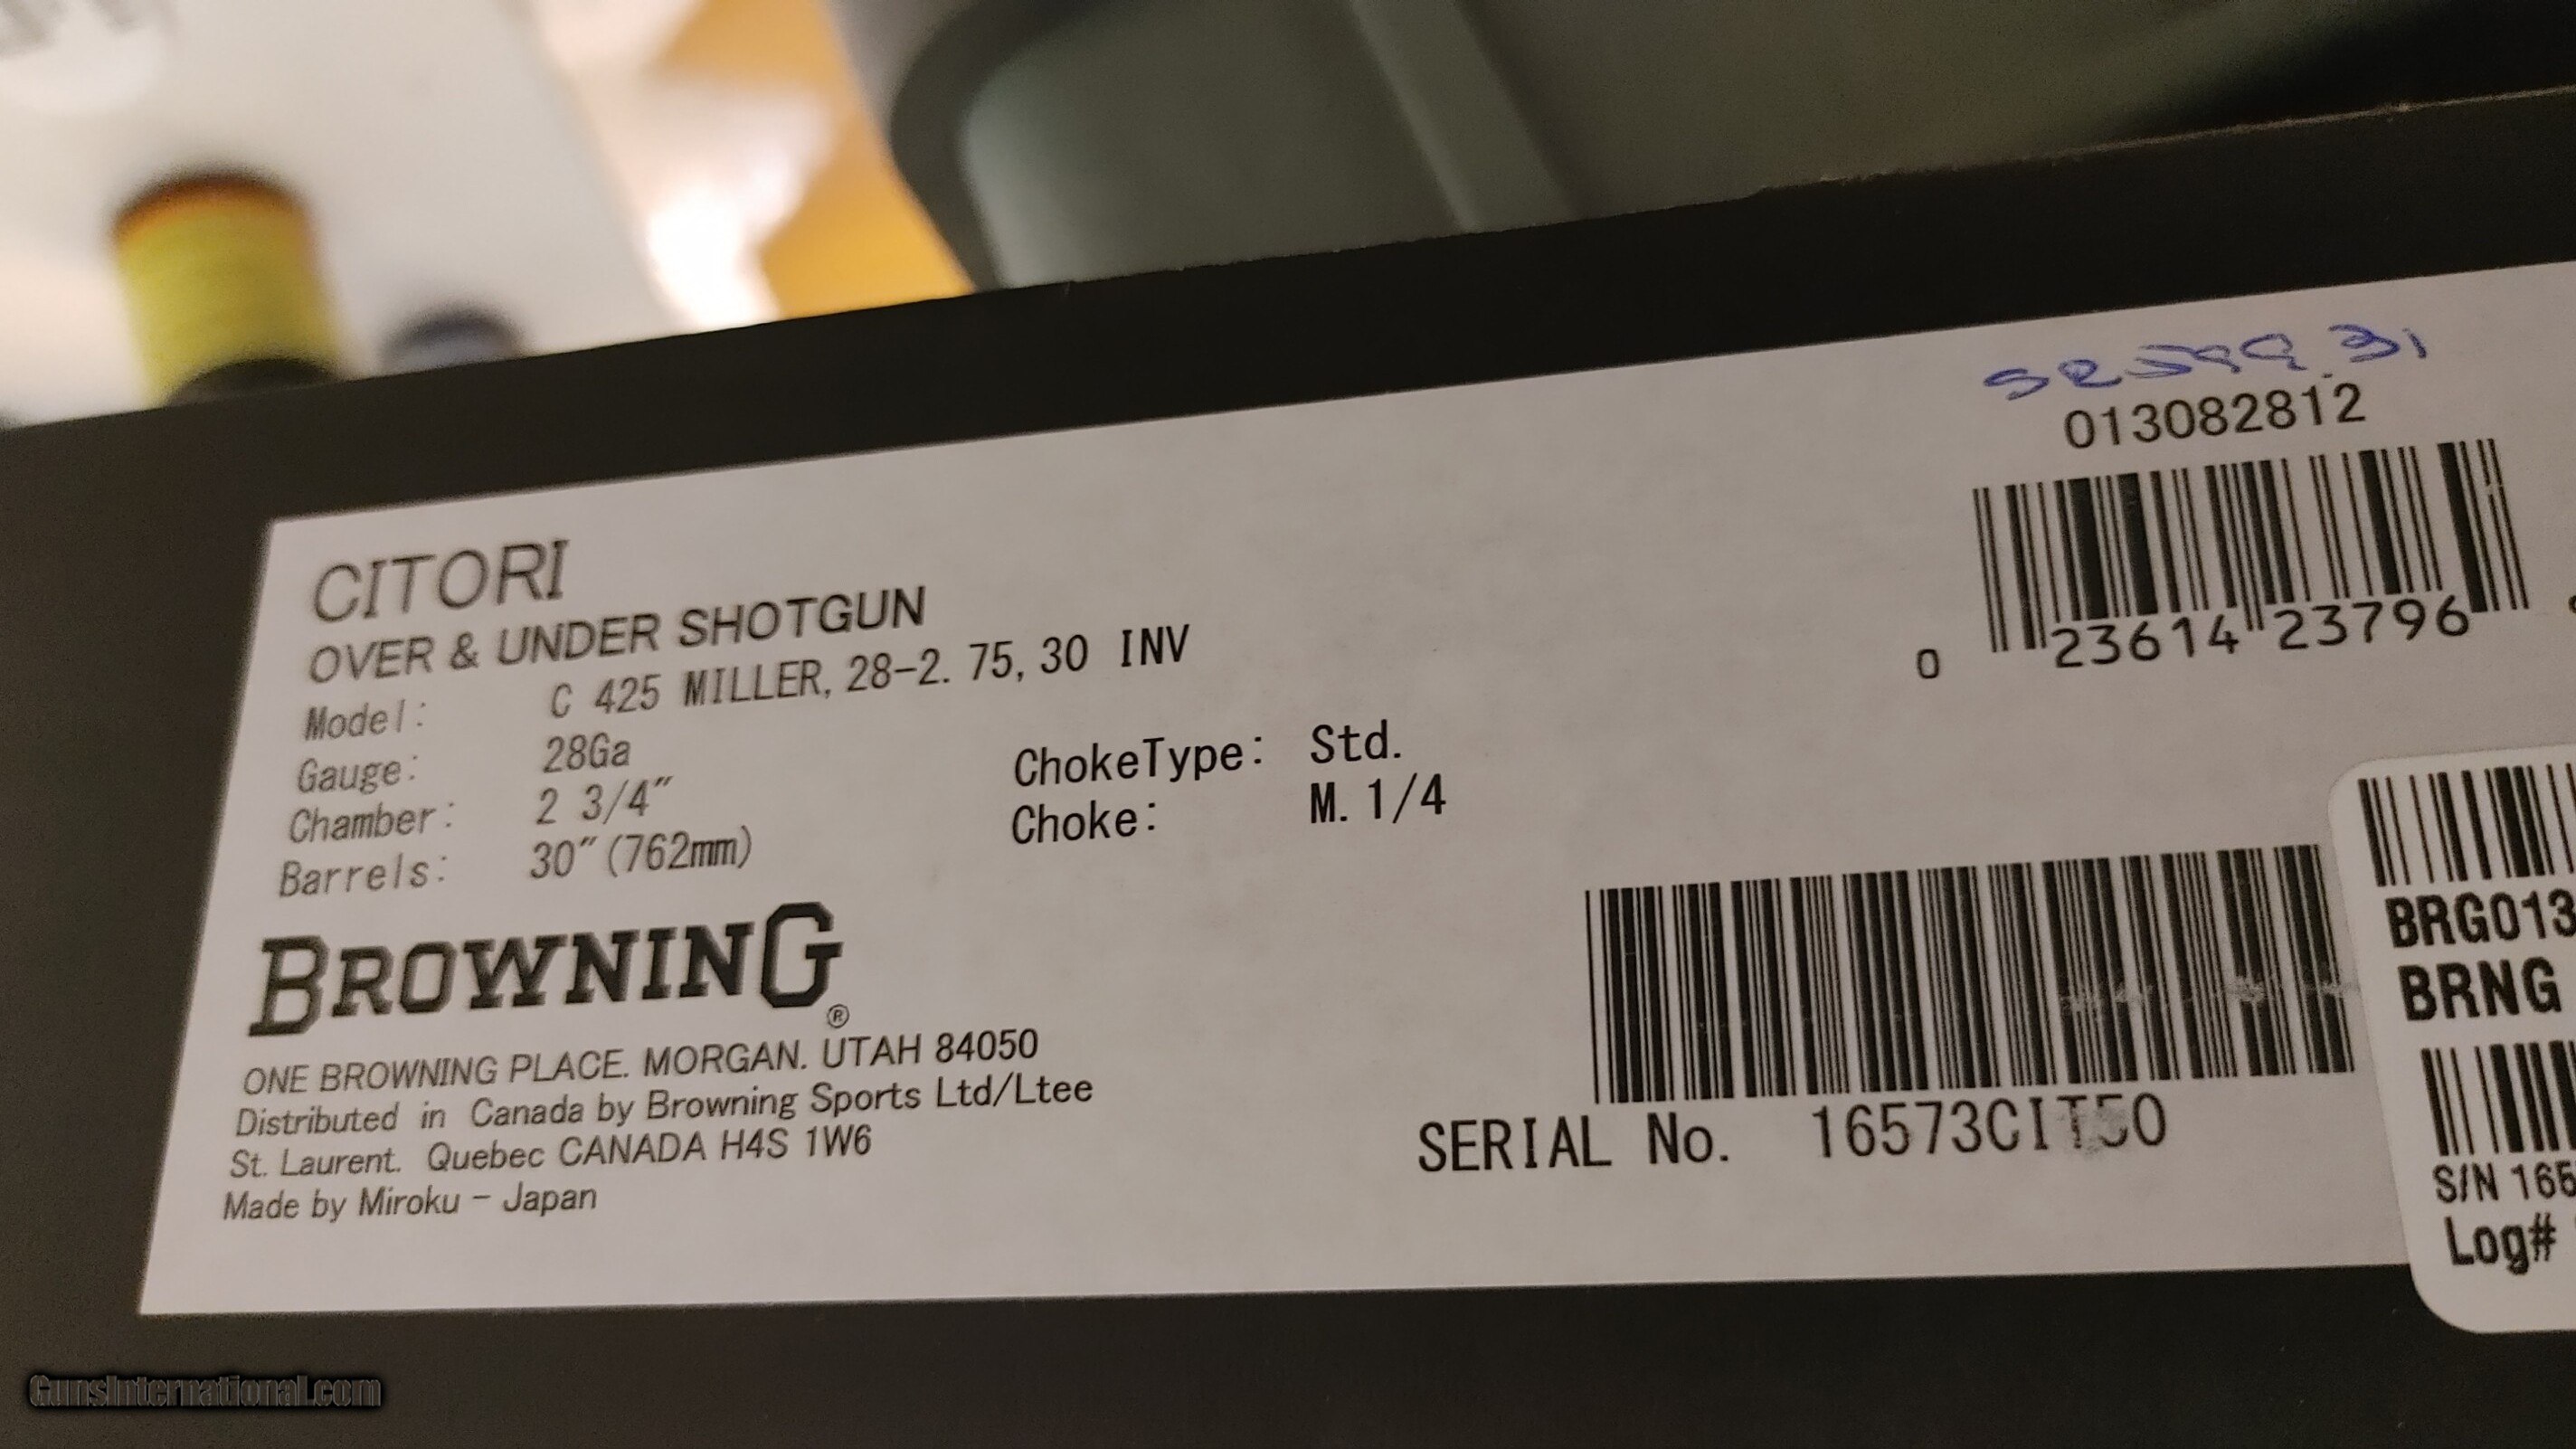 013082812
0 23614 23796
CITORI
OVER & UNDER SHOTGUN
Model: C 425 MILLER, 28-2. 75, 30 INV
Gauge: 28Ga
Chamber: 2 3/4"
Barrels: 30"(762mm)
ChokeType: Std.
Choke: M. 1/4
BROWNING®
ONE BROWNING PLACE. MORGAN. UTAH 84050
Distributed in Canada by Browning Sports Ltd/Ltee
St. Laurent. Quebec CANADA H4S 1W6
Made by Miroku - Japan
SERIAL No. 16573CIT50
BRG013
BRNG
S/N 165
Log#
GunsInternational.com